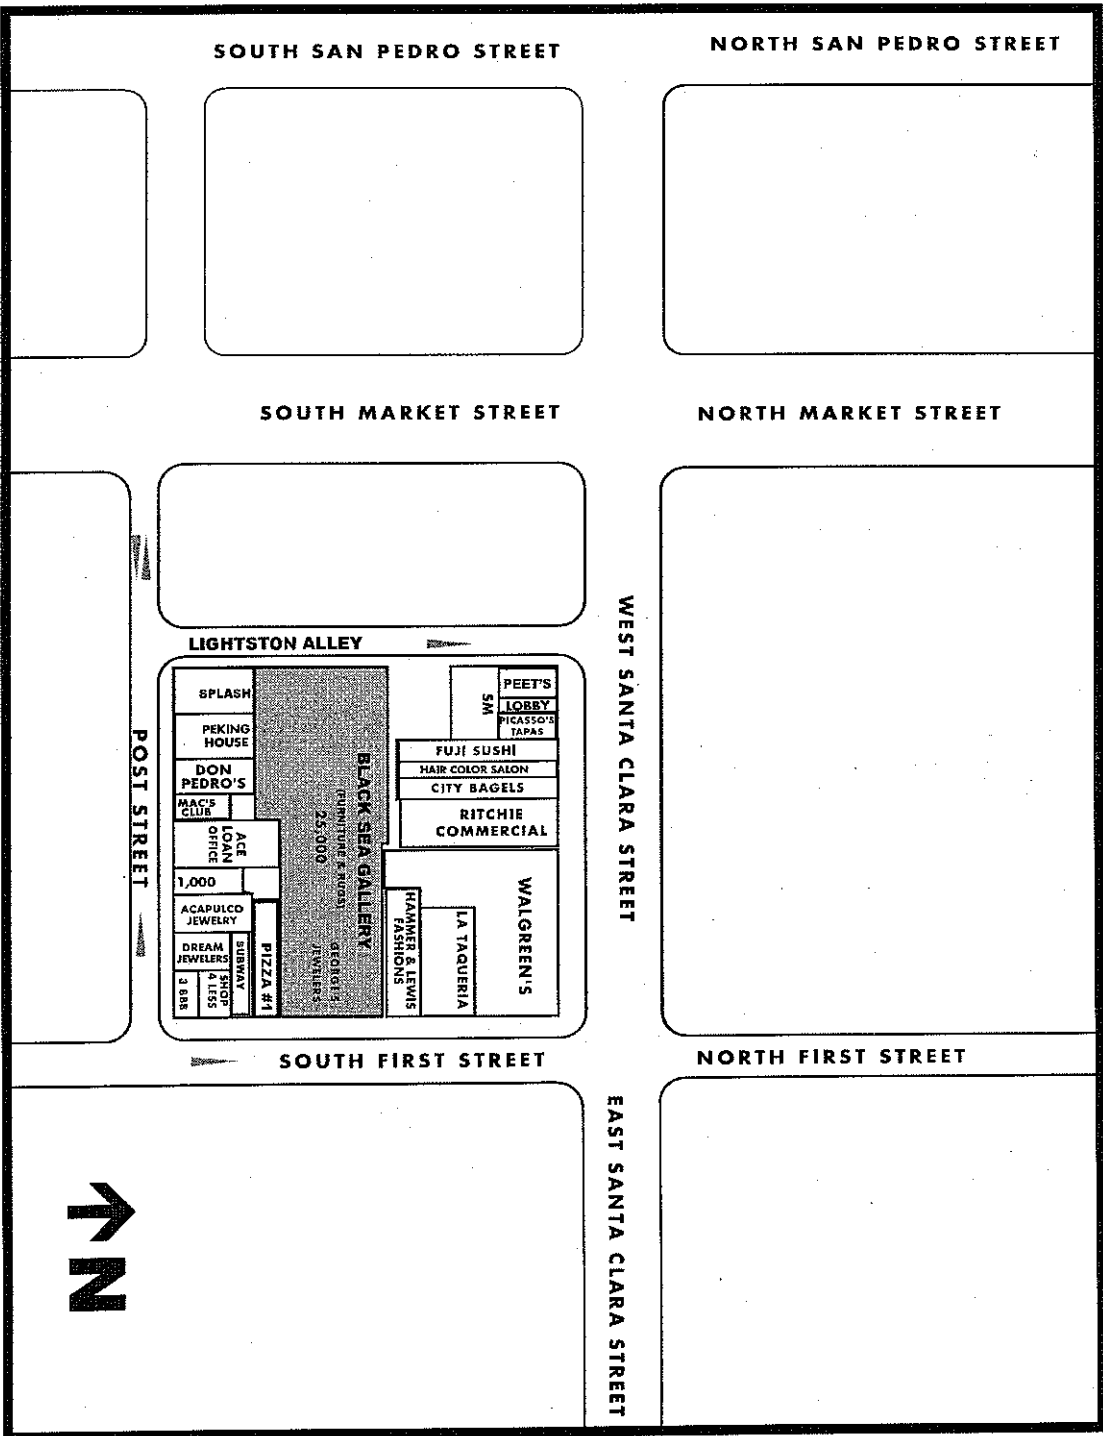 SOUTH SAN PEDRO STREET
NORTH SAN PEDRO STREET
SOUTH MARKET STREET
NORTH MARKET STREET
LIGHTSTON ALLEY
WEST SANTA CLARA STREET
POST STREET
SPLASH
PEKING
HOUSE
DON
PEDRO'S
MAC'S
CLUB
ACE
LOAN
OFFICE
1,000
ACAPULCO
JEWELRY
DREAM
JEWELERS
SUBWAY
SHOP
4 LESS
3 BBB
PIZZA #1
BLACK SEA GALLERY
(FURNITURE & RUGS)
25,000
GEORGE'S
JEWELERS
PEET'S
LOBBY
PICASSO'S
TAPAS
SM
FUJI SUSHI
HAIR COLOR SALON
CITY BAGELS
RITCHIE
COMMERCIAL
WALGREEN'S
LA TAQUERIA
HAMMER & LEWIS
FASHIONS
SOUTH FIRST STREET
NORTH FIRST STREET
EAST SANTA CLARA STREET
N